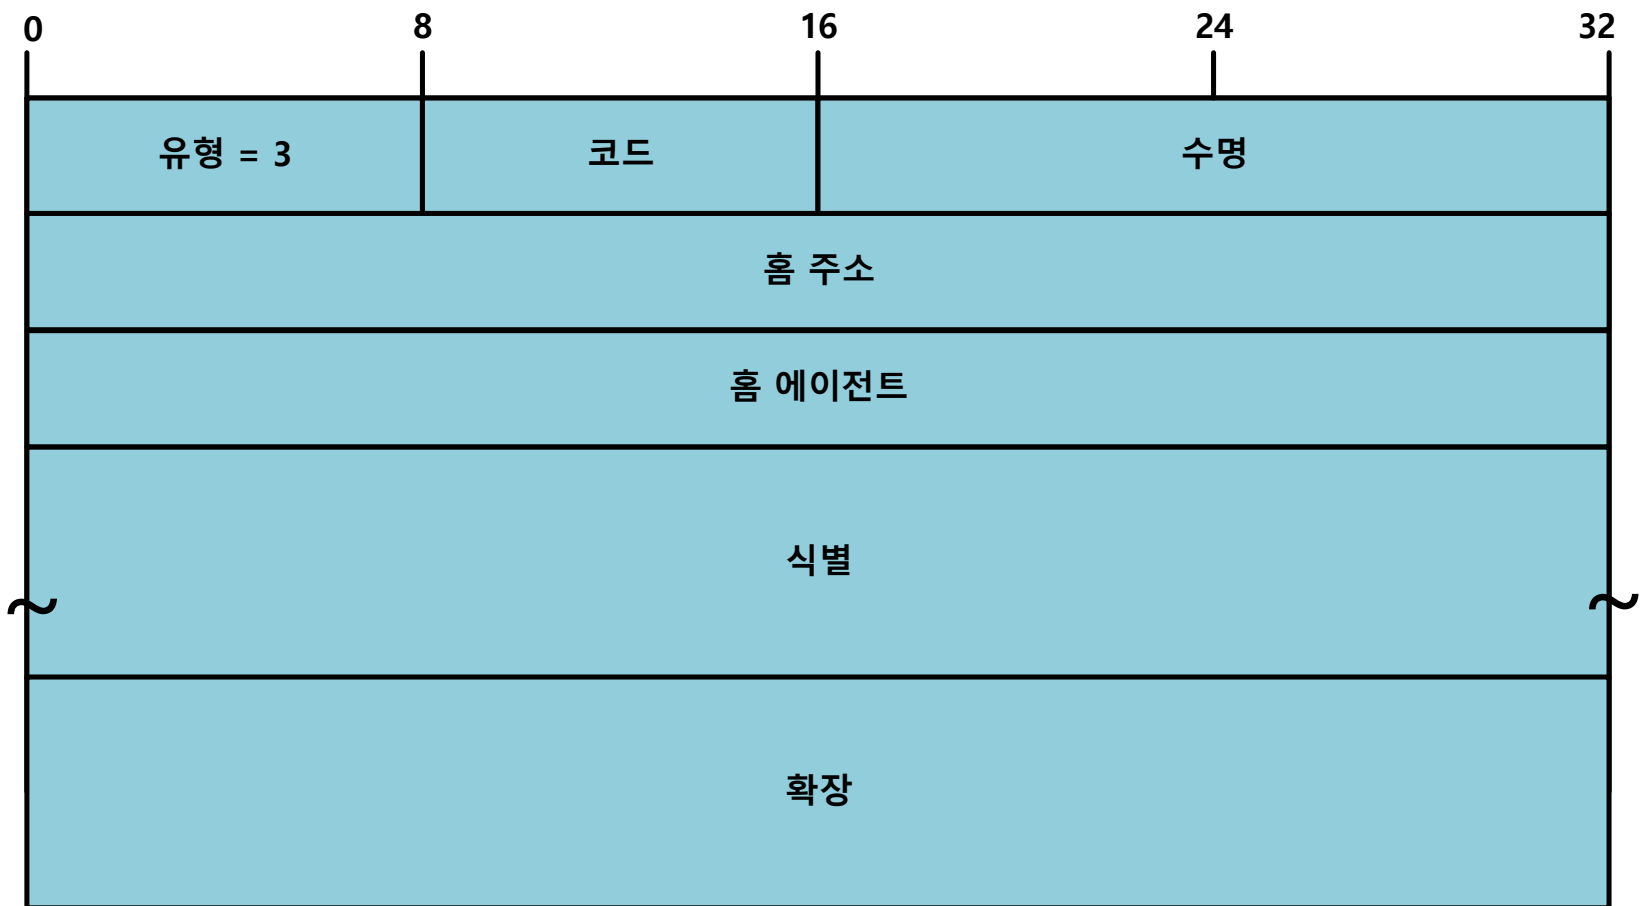 0 8 16 24 32
유형 = 3 코드 수명
홈 주소
홈 에이전트
식별
~ ~
확장